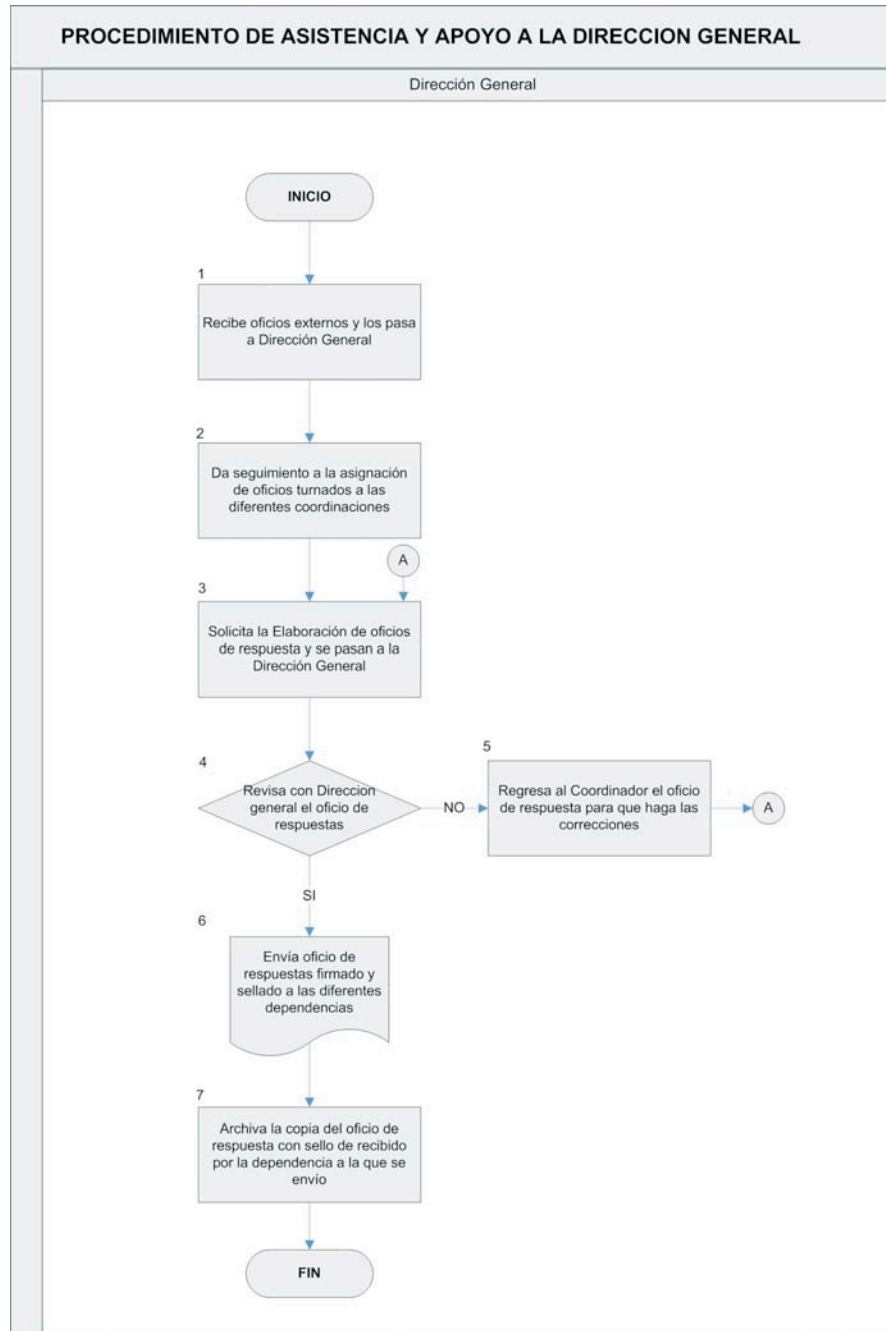 PROCEDIMIENTO DE ASISTENCIA Y APOYO A LA DIRECCION GENERAL
Dirección General
INICIO
1
Recibe oficios externos y los pasa
a Dirección General
2
Da seguimiento a la asignación
de oficios turnados a las
diferentes coordinaciones
A
3
Solicita la Elaboración de oficios
de respuesta y se pasan a la
Dirección General
4
Revisa con Direccion
general el oficio de
respuestas
NO
5
Regresa al Coordinador el oficio
de respuesta para que haga las
correcciones
A
SI
6
Envía oficio de
respuestas firmado y
sellado a las diferentes
dependencias
7
Archiva la copia del oficio de
respuesta con sello de recibido
por la dependencia a la que se
envío
FIN